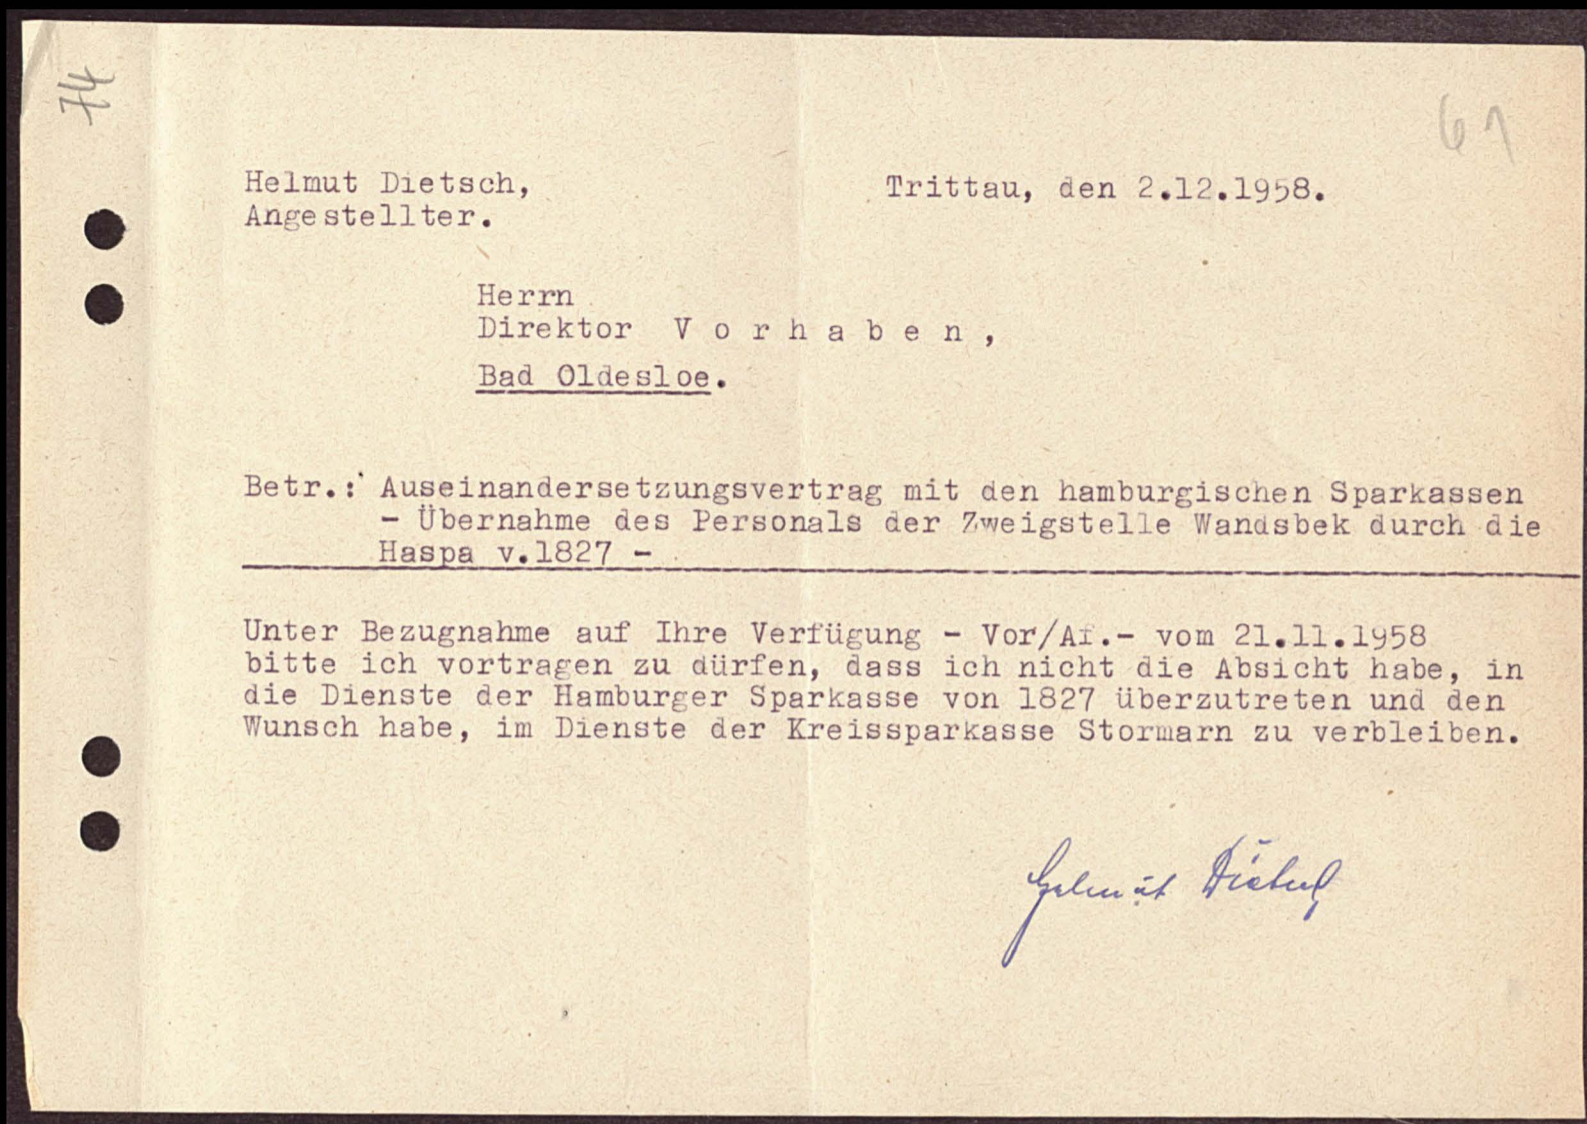 74
61
Helmut Dietsch,
Angestellter.
Trittau, den 2.12.1958.
Herrn
Direktor V o r h a b e n ,
Bad Oldesloe.
Betr.: Auseinandersetzungsvertrag mit den hamburgischen Sparkassen
- Übernahme des Personals der Zweigstelle Wandsbek durch die
Haspa v.1827 -
Unter Bezugnahme auf Ihre Verfügung - Vor/Af.- vom 21.11.1958
bitte ich vortragen zu dürfen, dass ich nicht die Absicht habe, in
die Dienste der Hamburger Sparkasse von 1827 überzutreten und den
Wunsch habe, im Dienste der Kreissparkasse Stormarn zu verbleiben.
Helmut Dietsch